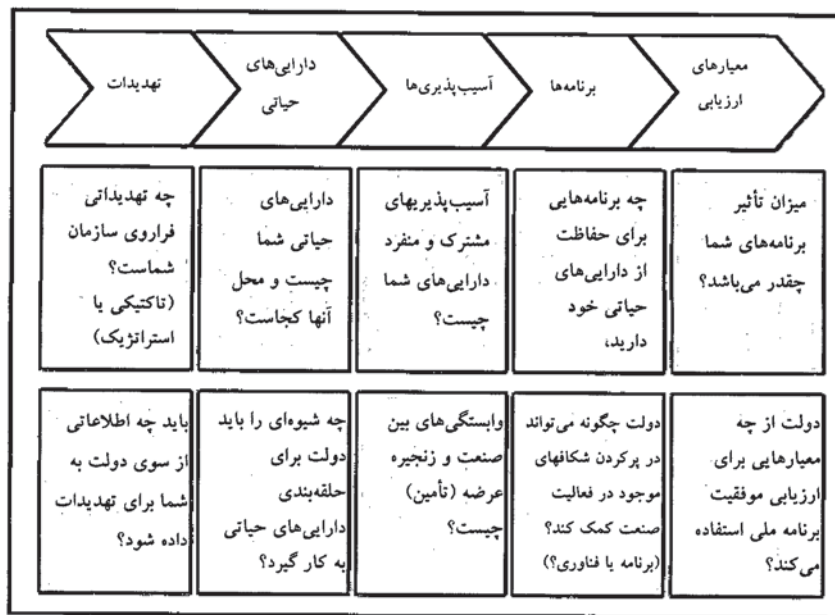 تهدیدات
دارایی‌های
حیاتی
آسیب‌پذیری‌ها
برنامه‌ها
معیارهای
ارزیابی
چه تهدیداتی
فراروی سازمان
شماست؟
(تاکتیکی یا
استراتژیک)
دارایی‌های
حیاتی شما
چیست و محل
آنها کجاست؟
آسیب‌پذیریهای
مشترک و منفرد
دارایی‌های شما
چیست؟
چه برنامه‌هایی
برای حفاظت
از دارایی‌های
حیاتی خود
دارید،
میزان تأثیر
برنامه‌های شما
چقدر می‌باشد؟
باید چه اطلاعاتی
از سوی دولت به
شما برای تهدیدات
داده شود؟
چه شیوه‌ای را باید
دولت برای
حلقه‌بندی
دارایی‌های حیاتی
به کار گیرد؟
وابستگی‌های بین
صنعت و زنجیره
عرضه (تأمین)
چیست؟
دولت چگونه می‌تواند
در پرکردن شکافهای
موجود در فعالیت
صنعت کمک کند؟
(برنامه یا فناوری؟)
دولت از چه
معیارهایی برای
ارزیابی موفقیت
برنامه ملی استفاده
می‌کند؟